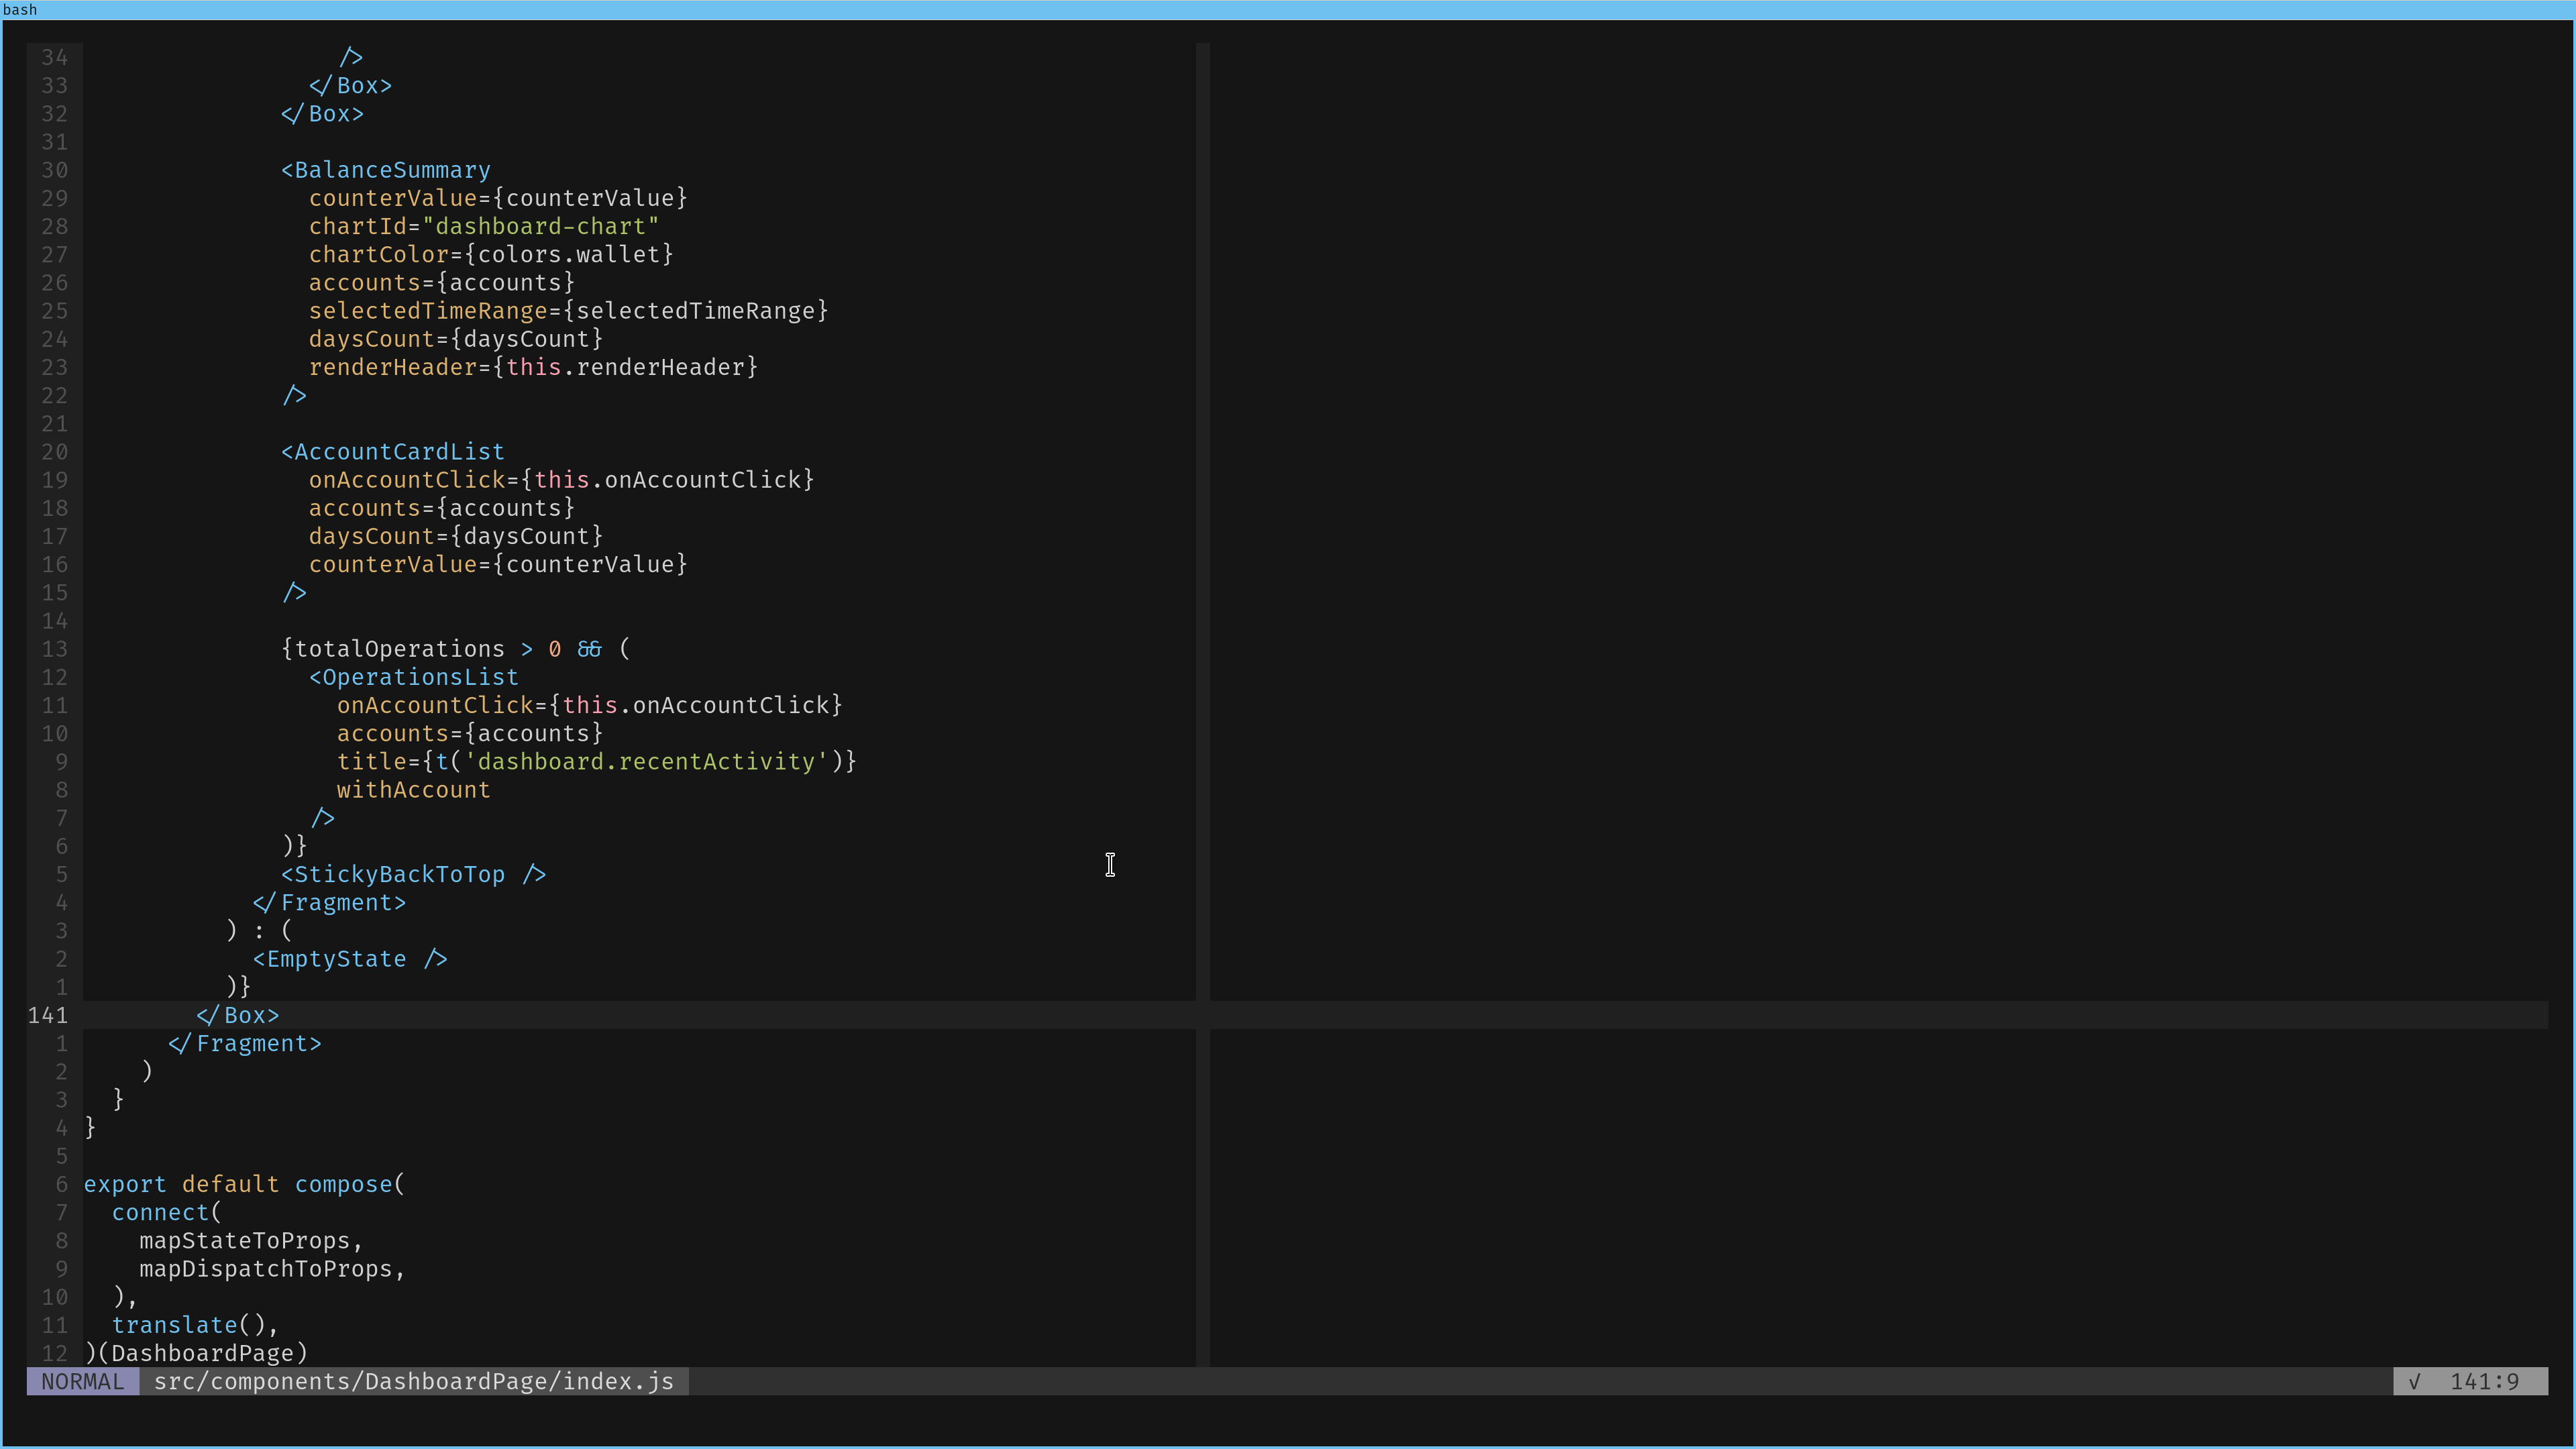 bash
34                   />
33                 </Box>
32               </Box>
31
30               <BalanceSummary
29                 counterValue={counterValue}
28                 chartId="dashboard-chart"
27                 chartColor={colors.wallet}
26                 accounts={accounts}
25                 selectedTimeRange={selectedTimeRange}
24                 daysCount={daysCount}
23                 renderHeader={this.renderHeader}
22               />
21
20               <AccountCardList
19                 onAccountClick={this.onAccountClick}
18                 accounts={accounts}
17                 daysCount={daysCount}
16                 counterValue={counterValue}
15               />
14
13               {totalOperations > 0 && (
12                 <OperationsList
11                   onAccountClick={this.onAccountClick}
10                   accounts={accounts}
9                   title={t('dashboard.recentActivity')}
8                   withAccount
7                 />
6               )}
5               <StickyBackToTop />
4             </Fragment>
3           ) : (
2             <EmptyState />
1           )}
141         </Box>
1       </Fragment>
2     )
3   }
4 }
5
6 export default compose(
7   connect(
8     mapStateToProps,
9     mapDispatchToProps,
10   ),
11   translate(),
12 )(DashboardPage)
NORMAL src/components/DashboardPage/index.js √ 141:9